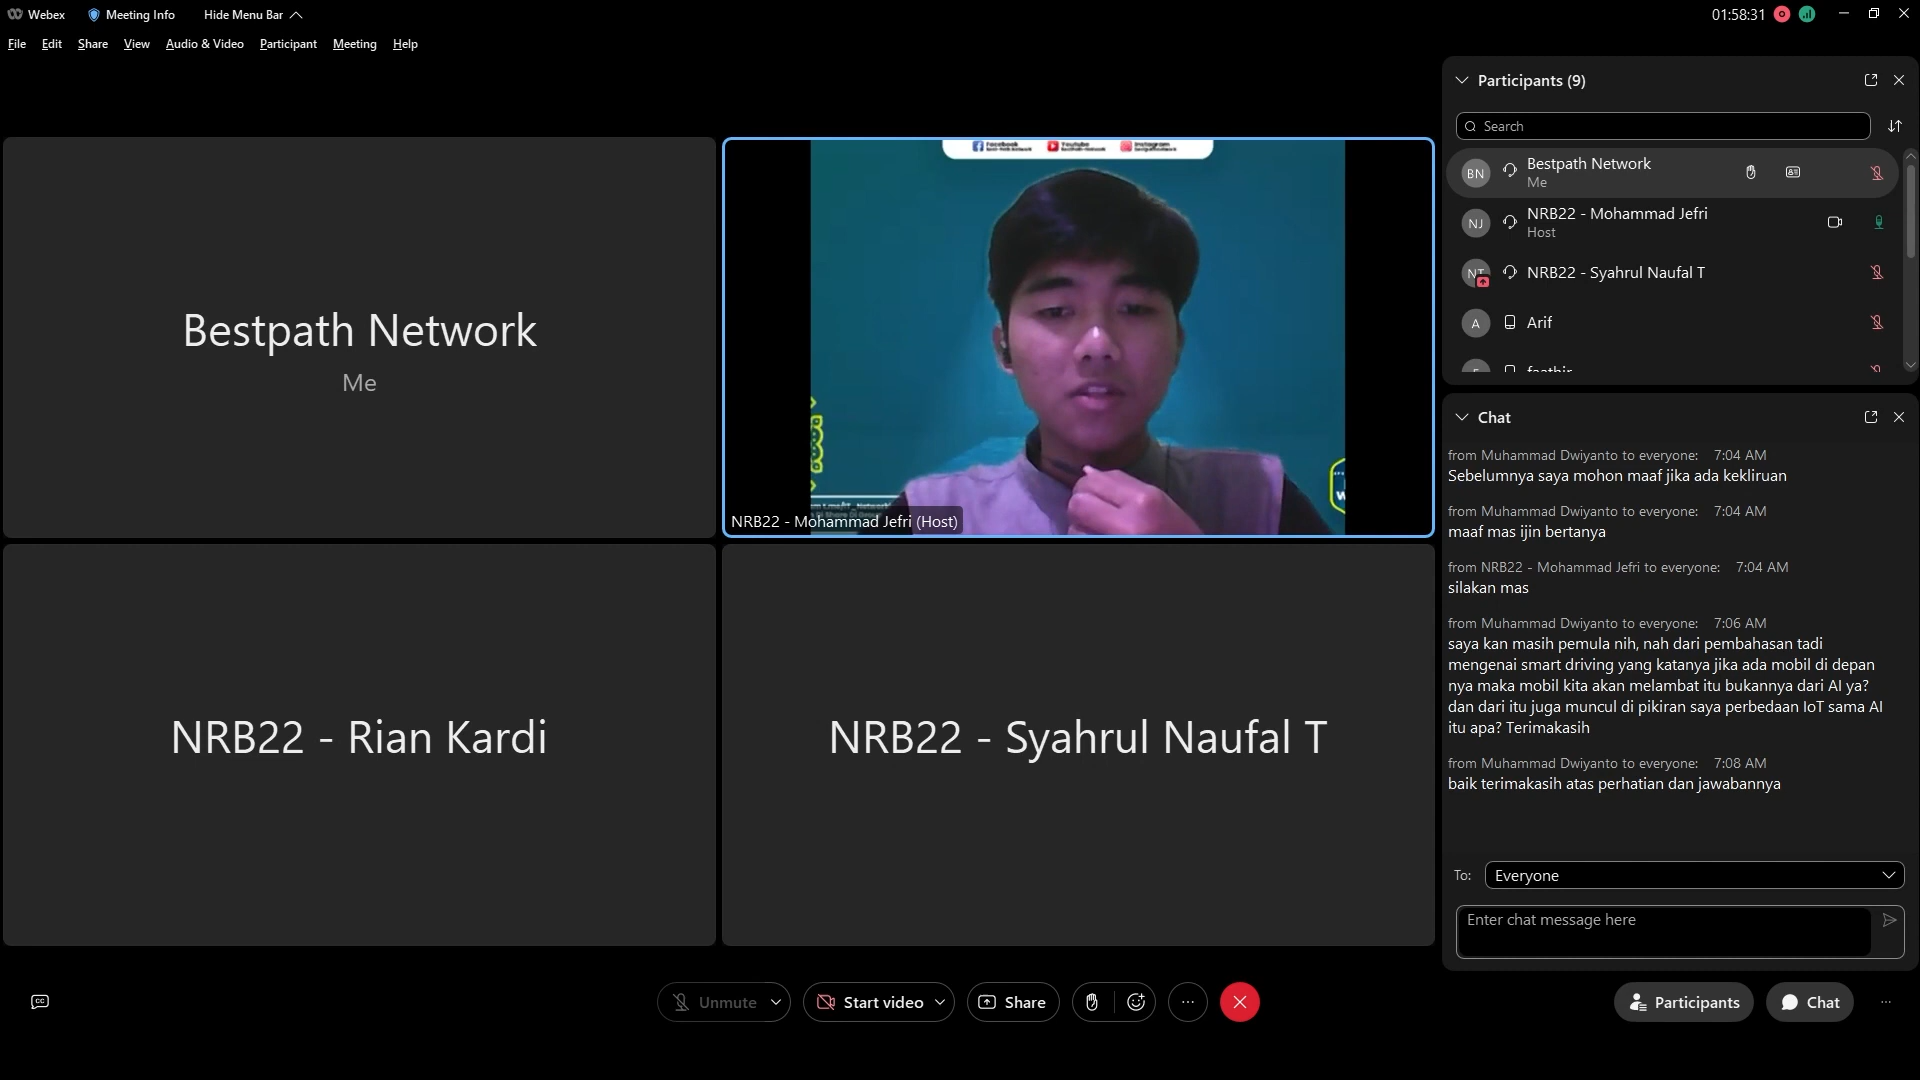 Webex
Meeting Info
Hide Menu Bar
01:58:31
File
Edit
Share
View
Audio & Video
Participant
Meeting
Help
Bestpath Network
Me
Facebook
Youtube
Instagram
NRB22 - Mohammad Jefri (Host)
NRB22 - Rian Kardi
NRB22 - Syahrul Naufal T
Participants (9)
Search
BN
Bestpath Network
Me
NJ
NRB22 - Mohammad Jefri
Host
NT
NRB22 - Syahrul Naufal T
A
Arif
Chat
from Muhammad Dwiyanto to everyone: 7:04 AM
Sebelumnya saya mohon maaf jika ada kekliruan
from Muhammad Dwiyanto to everyone: 7:04 AM
maaf mas ijin bertanya
from NRB22 - Mohammad Jefri to everyone: 7:04 AM
silakan mas
from Muhammad Dwiyanto to everyone: 7:06 AM
saya kan masih pemula nih, nah dari pembahasan tadi
mengenai smart driving yang katanya jika ada mobil di depan
nya maka mobil kita akan melambat itu bukannya dari AI ya?
dan dari itu juga muncul di pikiran saya perbedaan IoT sama AI
itu apa? Terimakasih
from Muhammad Dwiyanto to everyone: 7:08 AM
baik terimakasih atas perhatian dan jawabannya
To:
Everyone
Enter chat message here
CC
Unmute
Start video
Share
Participants
Chat